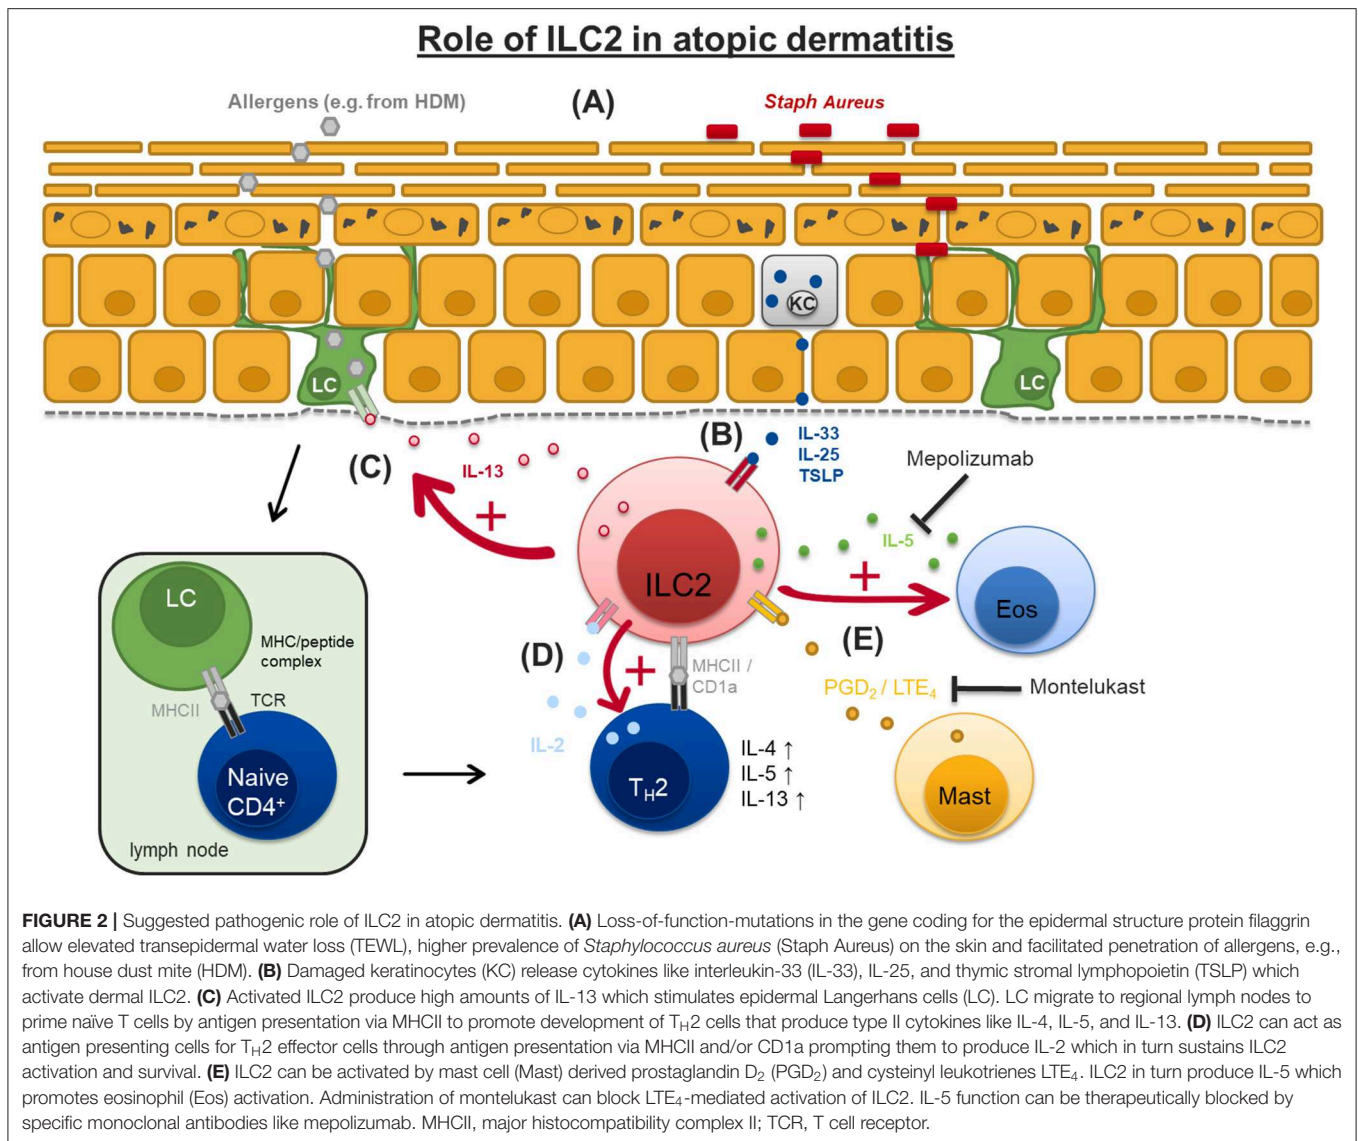 Role of ILC2 in atopic dermatitis
Allergens (e.g. from HDM)
(A)
Staph Aureus
KC
LC
LC
(B)
IL-33
IL-25
TSLP
(C)
IL-13
+
Mepolizumab
IL-5
+
ILC2
Eos
LC
MHC/peptide
complex
MHCII
TCR
Naive
CD4⁺
lymph node
(D)
+
MHCII /
CD1a
IL-2
T_H2
IL-4 ↑
IL-5 ↑
IL-13 ↑
(E)
PGD₂ / LTE₄
Montelukast
Mast
FIGURE 2 | Suggested pathogenic role of ILC2 in atopic dermatitis. (A) Loss-of-function-mutations in the gene coding for the epidermal structure protein filaggrin
allow elevated transepidermal water loss (TEWL), higher prevalence of Staphylococcus aureus (Staph Aureus) on the skin and facilitated penetration of allergens, e.g.,
from house dust mite (HDM). (B) Damaged keratinocytes (KC) release cytokines like interleukin-33 (IL-33), IL-25, and thymic stromal lymphopoietin (TSLP) which
activate dermal ILC2. (C) Activated ILC2 produce high amounts of IL-13 which stimulates epidermal Langerhans cells (LC). LC migrate to regional lymph nodes to
prime naïve T cells by antigen presentation via MHCII to promote development of T_H2 cells that produce type II cytokines like IL-4, IL-5, and IL-13. (D) ILC2 can act as
antigen presenting cells for T_H2 effector cells through antigen presentation via MHCII and/or CD1a prompting them to produce IL-2 which in turn sustains ILC2
activation and survival. (E) ILC2 can be activated by mast cell (Mast) derived prostaglandin D₂ (PGD₂) and cysteinyl leukotrienes LTE₄. ILC2 in turn produce IL-5 which
promotes eosinophil (Eos) activation. Administration of montelukast can block LTE₄-mediated activation of ILC2. IL-5 function can be therapeutically blocked by
specific monoclonal antibodies like mepolizumab. MHCII, major histocompatibility complex II; TCR, T cell receptor.